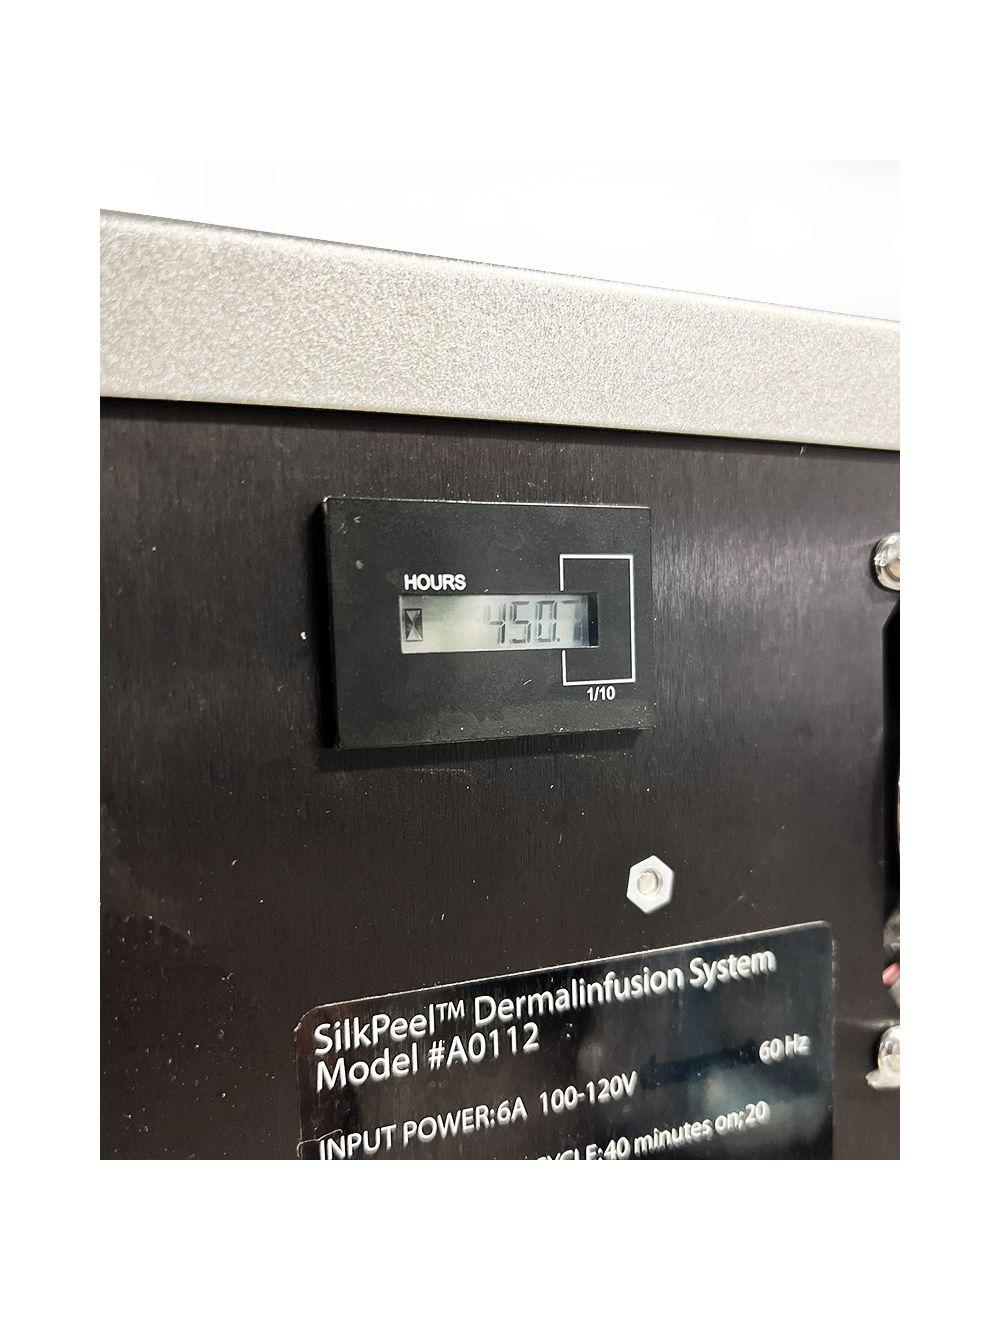 HOURS
450.7
1/10
SilkPeel™ Dermalinfusion System
Model #A0112
60 Hz
INPUT POWER:6A 100-120V
CYCLE:40 minutes on;20